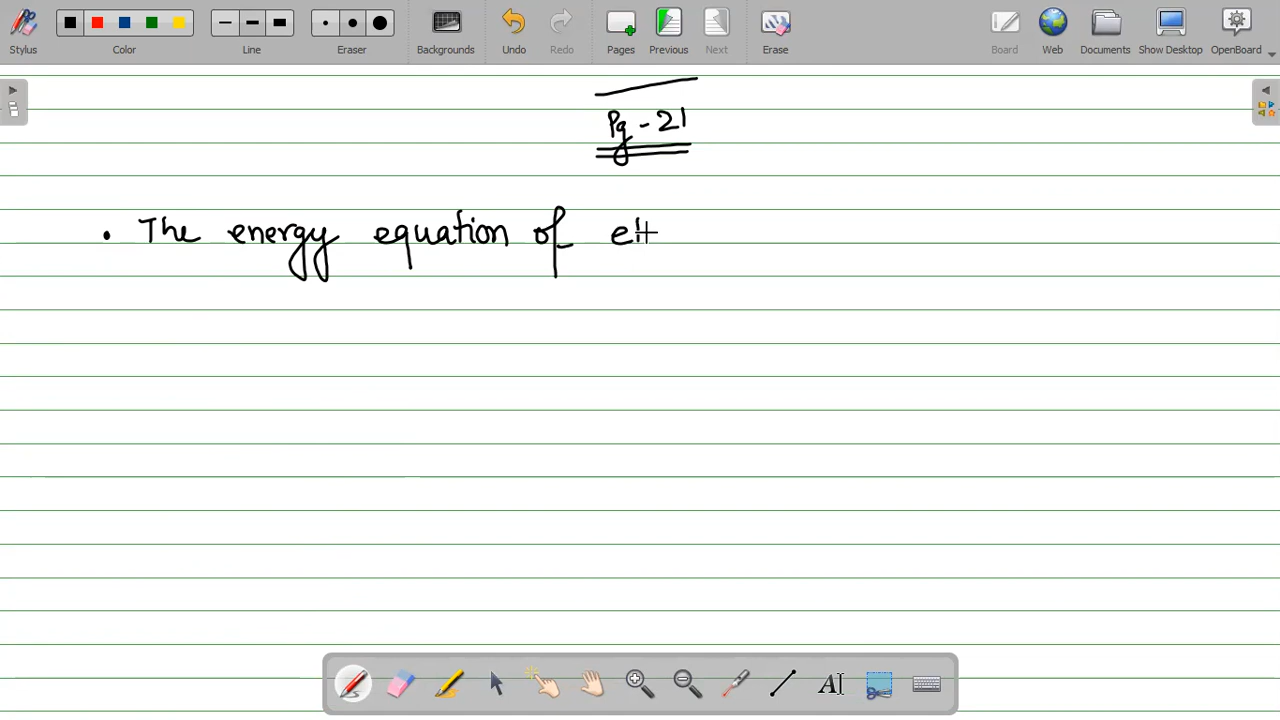 Stylus Color Line Eraser Backgrounds Undo Redo Pages Previous Next Erase Board Web Documents Show Desktop OpenBoard
Pg - 21
• The energy equation of